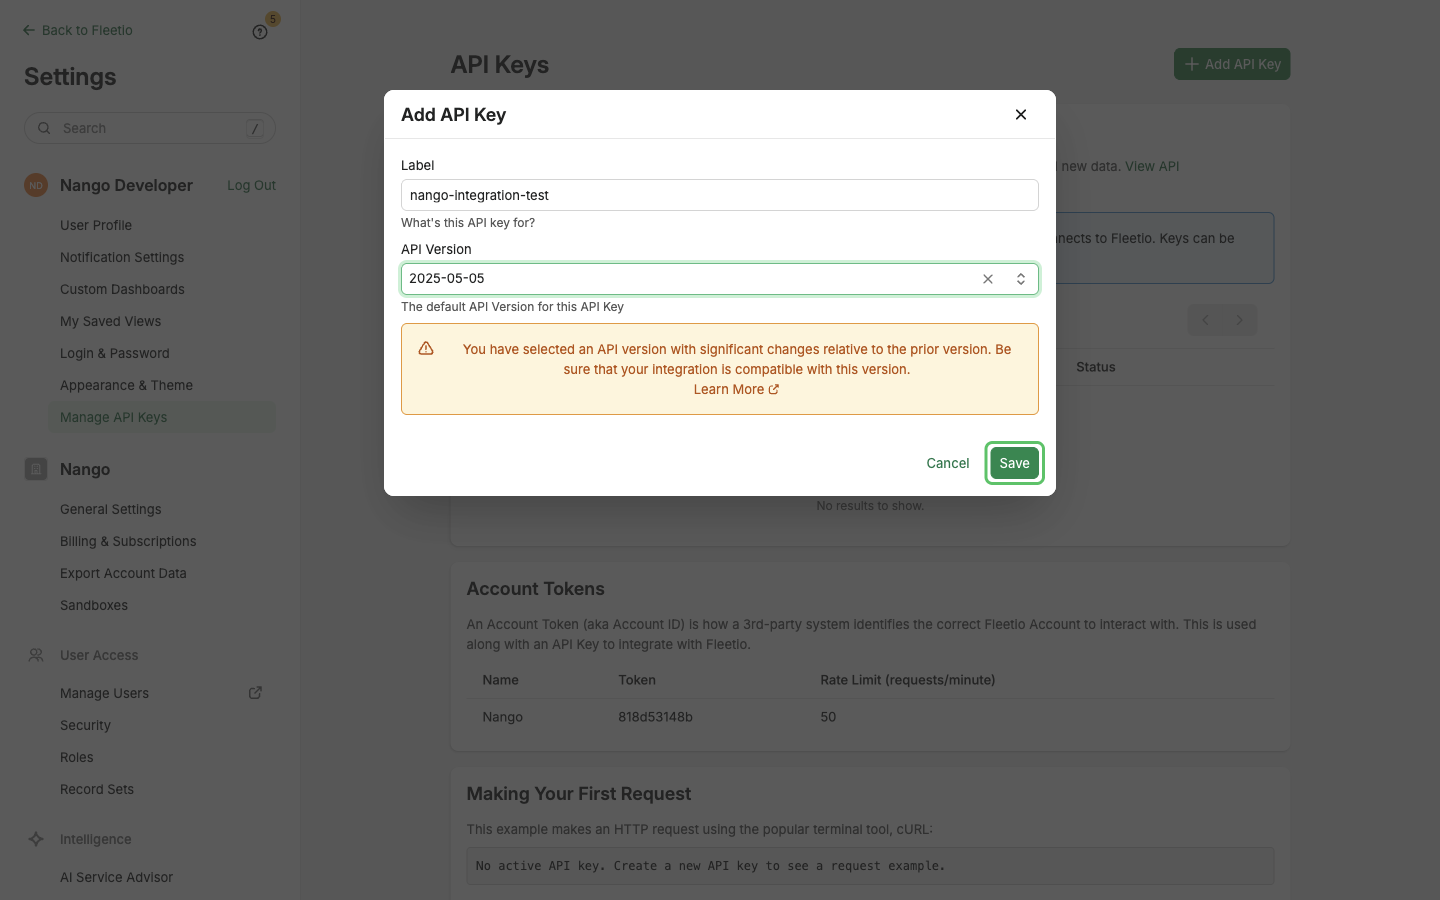 Back to Fleetio
5
Settings
Search
/
ND
Nango Developer
Log Out
User Profile
Notification Settings
Custom Dashboards
My Saved Views
Login & Password
Appearance & Theme
Manage API Keys
Nango
General Settings
Billing & Subscriptions
Export Account Data
Sandboxes
User Access
Manage Users
Security
Roles
Record Sets
Intelligence
AI Service Advisor
API Keys
Add API Key
new data. View API
to Fleetio. Keys can be
Status
No results to show.
Add API Key
Label
nango-integration-test
What's this API key for?
API Version
2025-05-05
The default API Version for this API Key
You have selected an API version with significant changes relative to the prior version. Be
sure that your integration is compatible with this version.
Learn More
Cancel
Save
Account Tokens
An Account Token (aka Account ID) is how a 3rd-party system identifies the correct Fleetio Account to interact with. This is used
along with an API Key to integrate with Fleetio.
Name Token Rate Limit (requests/minute)
Nango 818d53148b 50
Making Your First Request
This example makes an HTTP request using the popular terminal tool, cURL:
No active API key. Create a new API key to see a request example.